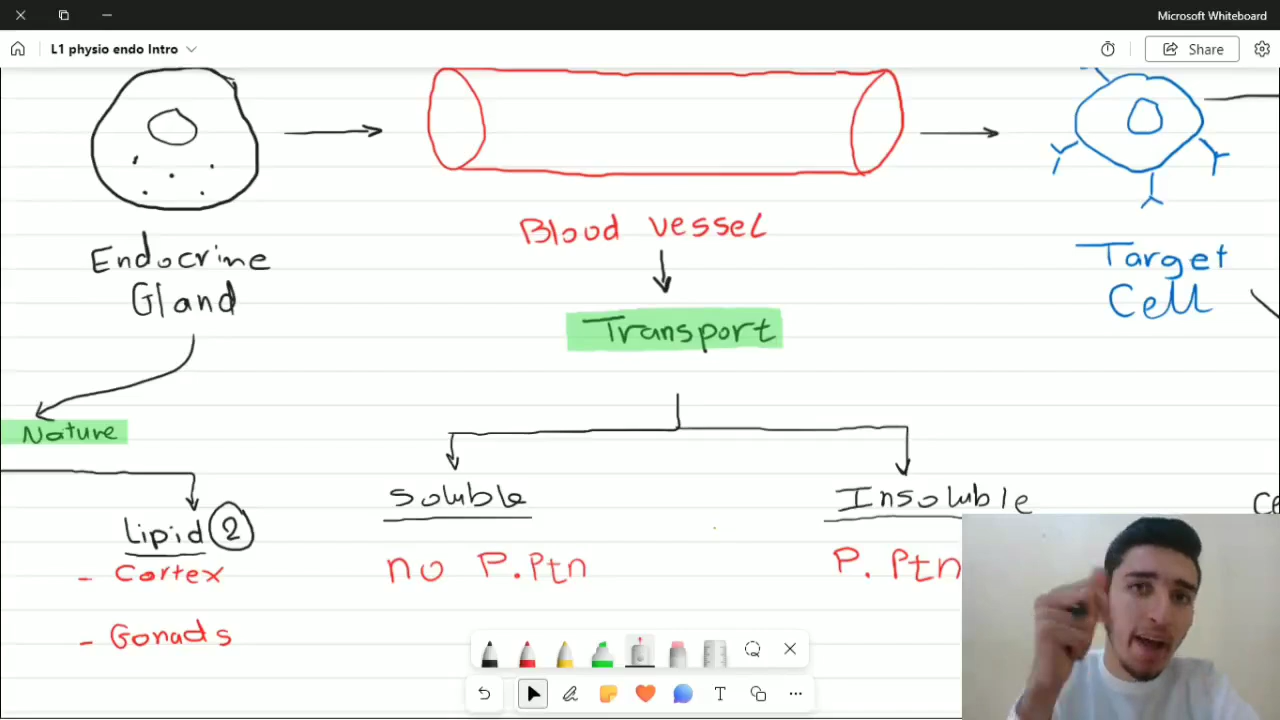 Microsoft Whiteboard
L1 physio endo Intro
Share
Endocrine
Gland
Blood vessel
Target
Cell
Transport
Nature
Lipid 2
- Cortex
- Gonads
Soluble
no P.Ptn
Insoluble
P. Ptn